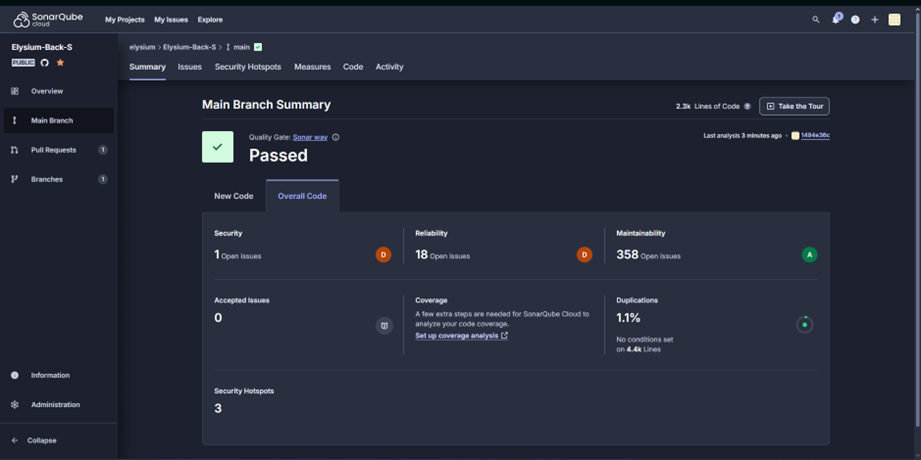 SonarQube cloud
My Projects My Issues Explore
3
Elysium-Back-S
PUBLIC
Overview
Main Branch
Pull Requests 1
Branches 1
Information
Administration
Collapse
elysium > Elysium-Back-S > main
Summary Issues Security Hotspots Measures Code Activity
Main Branch Summary
2.3k Lines of Code
Take the Tour
Quality Gate: Sonar way
Passed
Last analysis 3 minutes ago • 1494e36c
New Code Overall Code
Security
1 Open issues D
Reliability
18 Open issues D
Maintainability
358 Open issues A
Accepted Issues
0
Coverage
A few extra steps are needed for SonarQube Cloud to
analyze your code coverage.
Set up coverage analysis
Duplications
1.1%
No conditions set
on 4.4k Lines
Security Hotspots
3